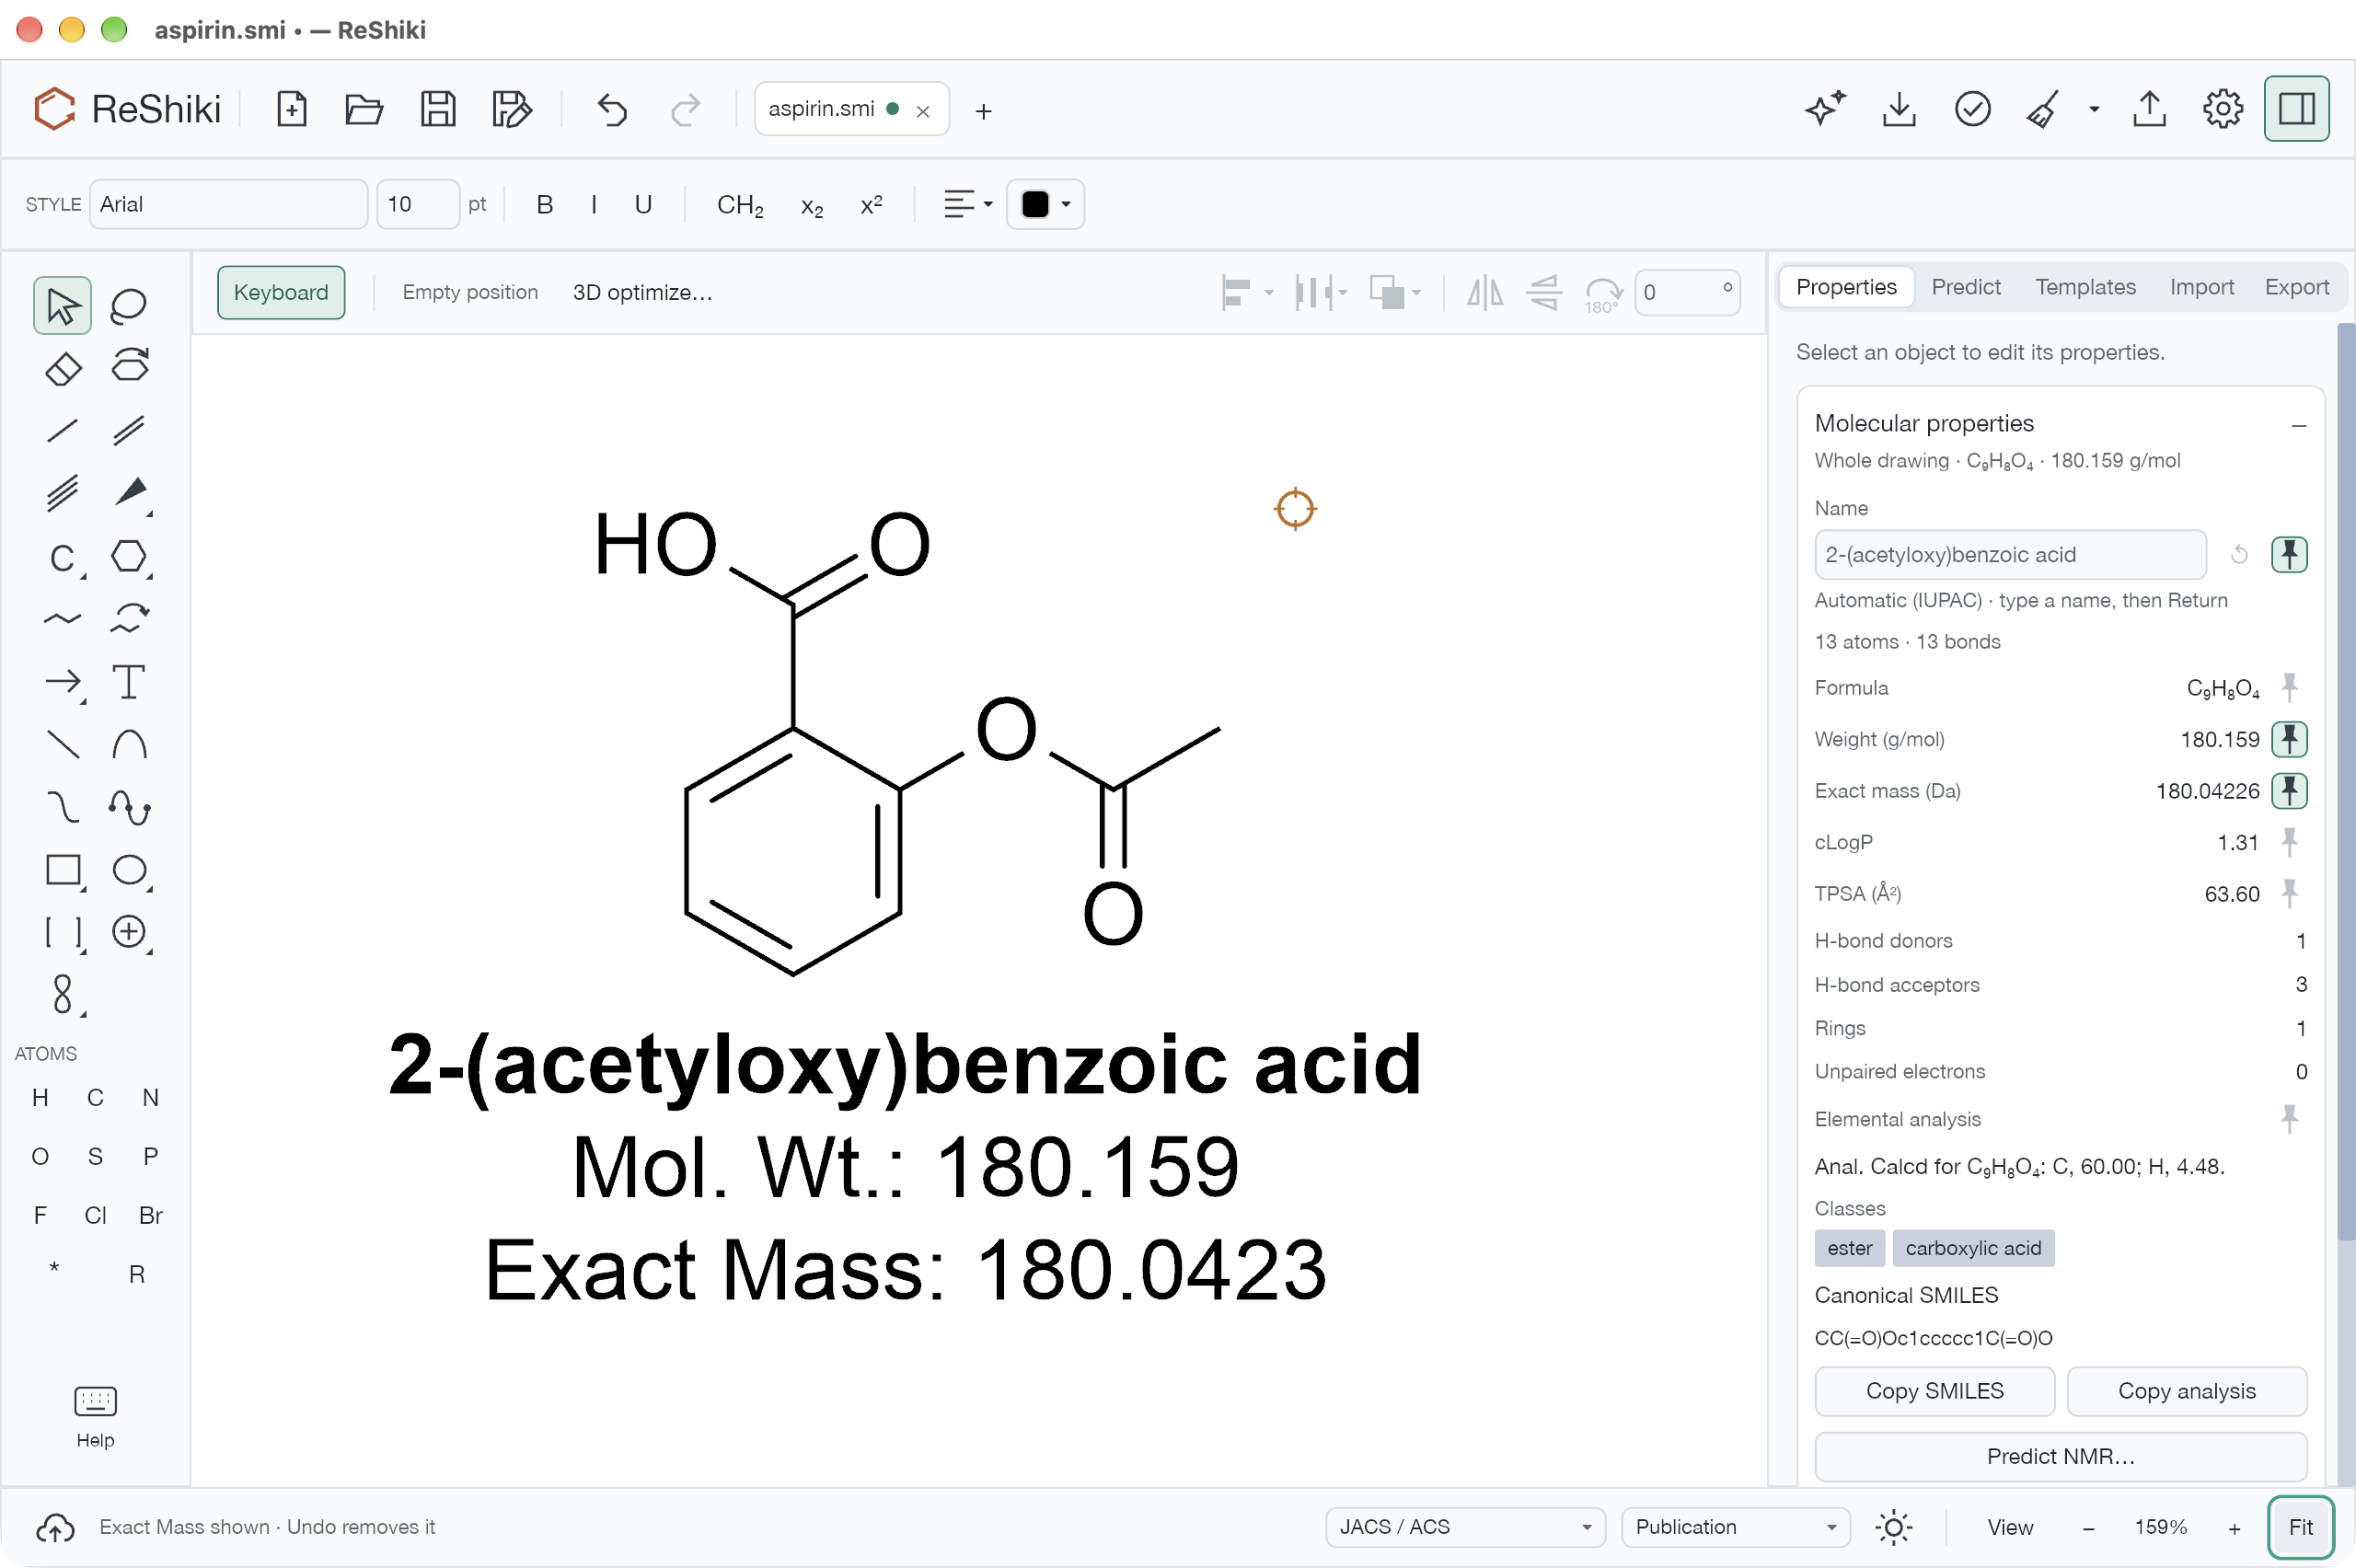 aspirin.smi • — ReShiki
ReShiki
aspirin.smi
STYLE Arial 10 pt B I U CH₂ x₂ x²
Keyboard Empty position 3D optimize...
180° 0 °
Properties Predict Templates Import Export
C
T
ATOMS
H C N
O S P
F Cl Br
* R
Help
HO O
O
O
2-(acetyloxy)benzoic acid
Mol. Wt.: 180.159
Exact Mass: 180.0423
Select an object to edit its properties.
Molecular properties –
Whole drawing · C₉H₈O₄ · 180.159 g/mol
Name
2-(acetyloxy)benzoic acid
Automatic (IUPAC) · type a name, then Return
13 atoms · 13 bonds
Formula C₉H₈O₄
Weight (g/mol) 180.159
Exact mass (Da) 180.04226
cLogP 1.31
TPSA (Å²) 63.60
H-bond donors 1
H-bond acceptors 3
Rings 1
Unpaired electrons 0
Elemental analysis
Anal. Calcd for C₉H₈O₄: C, 60.00; H, 4.48.
Classes
ester carboxylic acid
Canonical SMILES
CC(=O)Oc1ccccc1C(=O)O
Copy SMILES Copy analysis
Predict NMR...
Exact Mass shown · Undo removes it
JACS / ACS Publication View – 159% + Fit